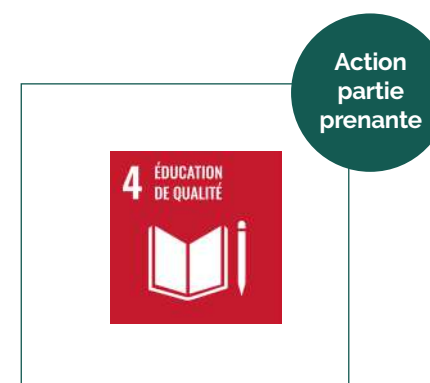 Action
partie
prenante
4 ÉDUCATION
DE QUALITÉ